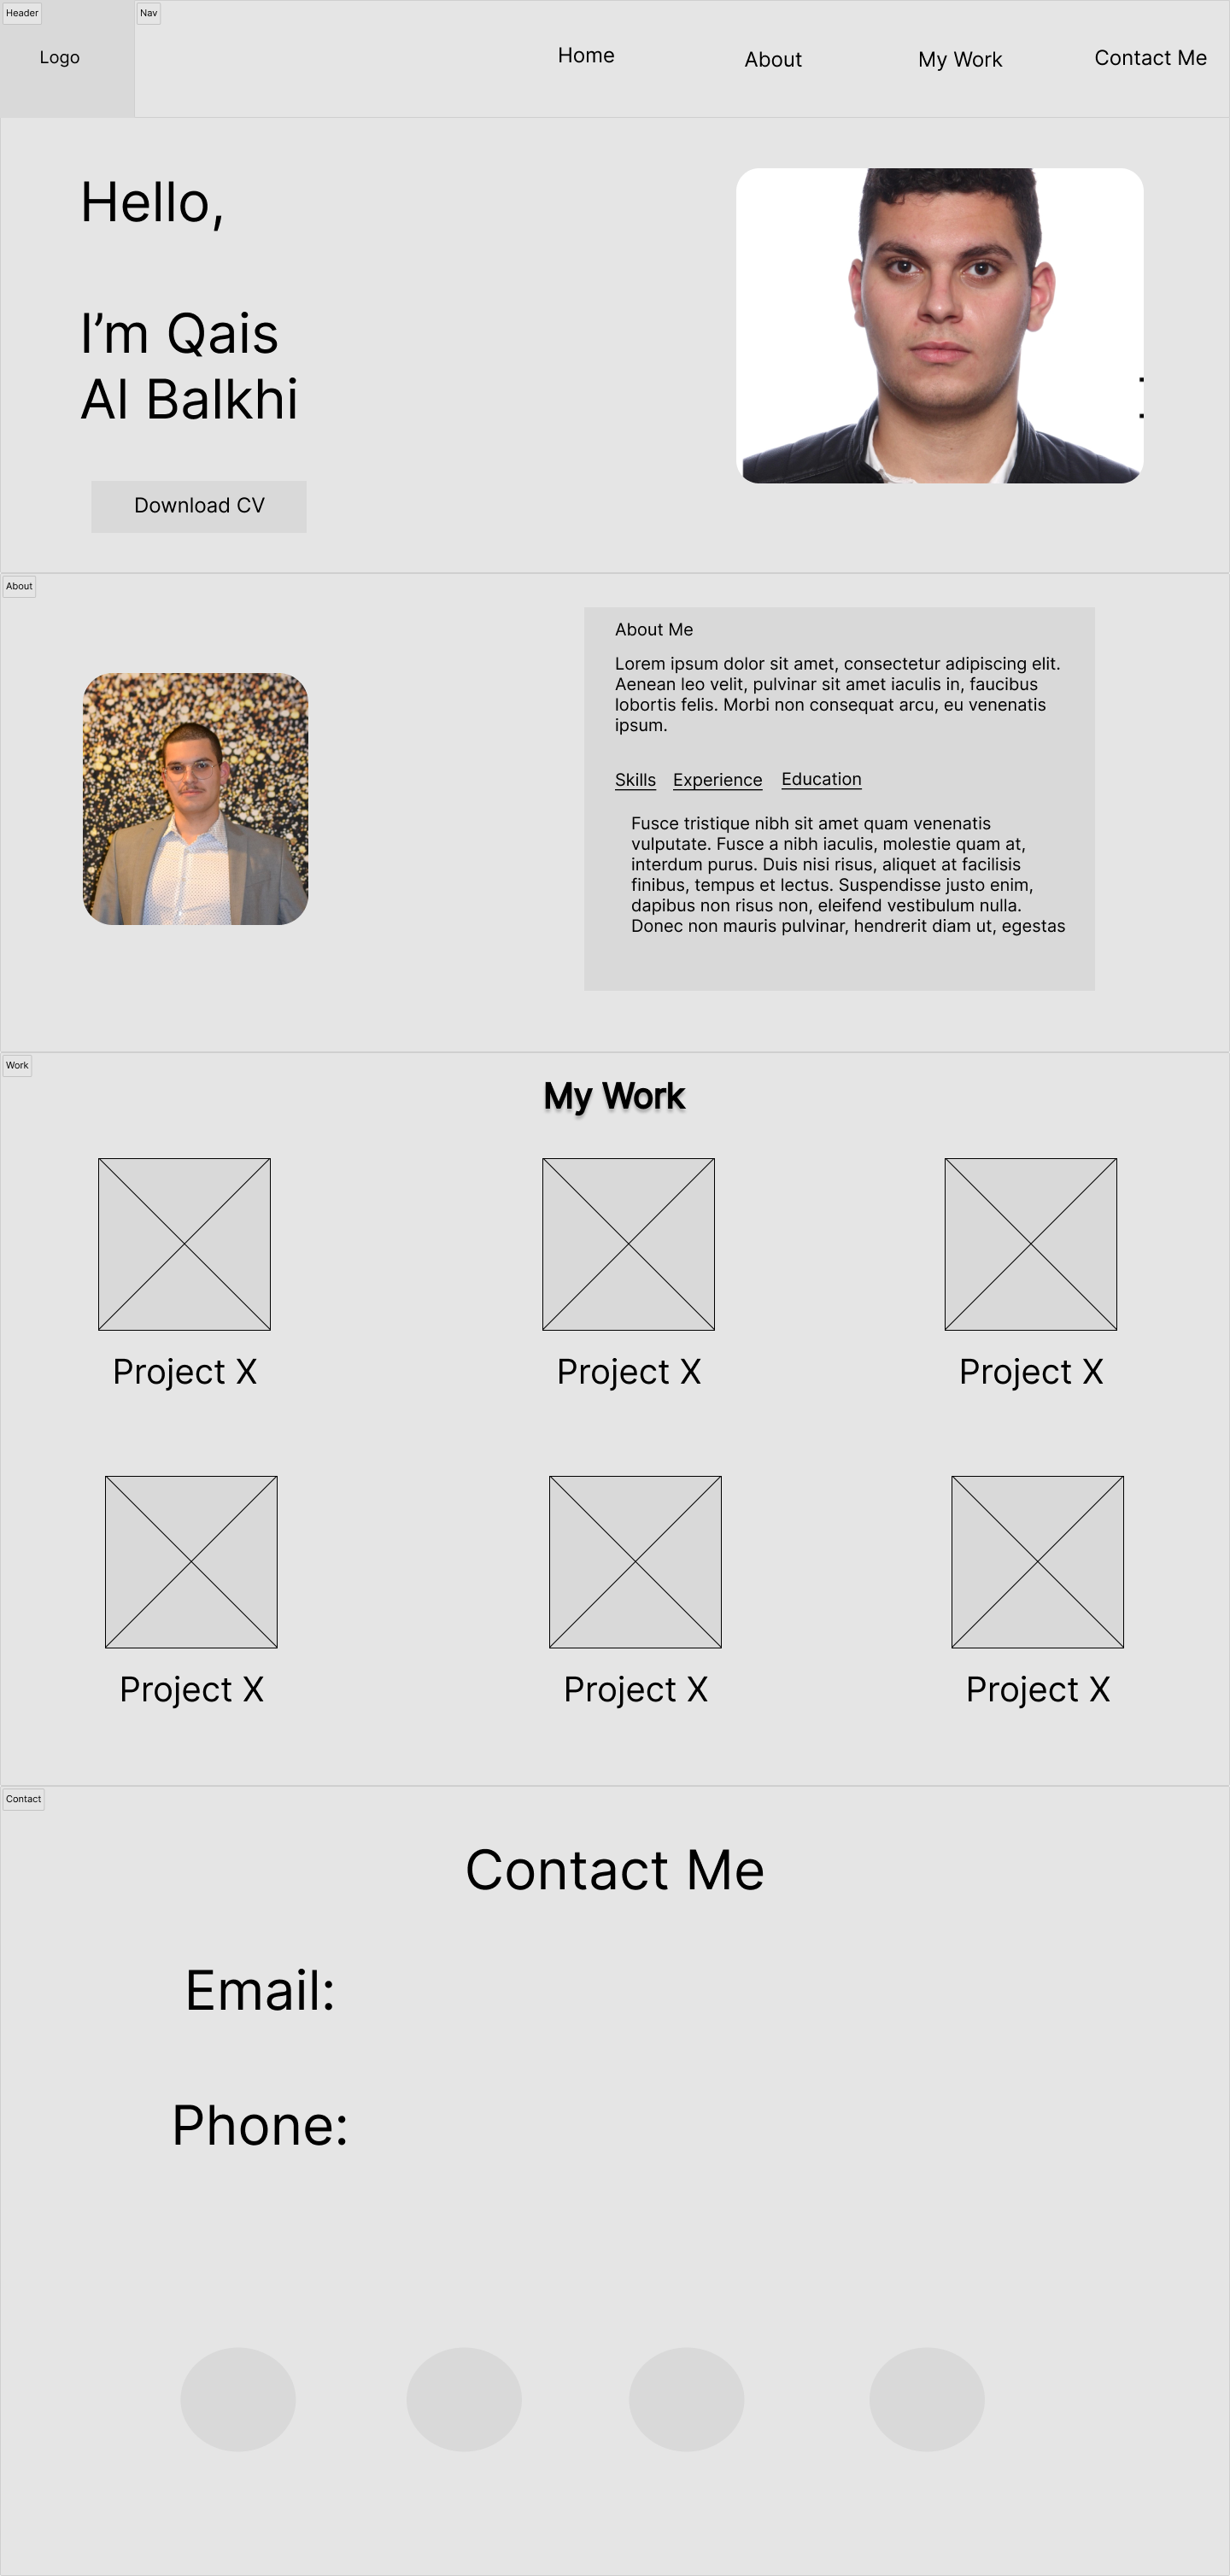 Header
Nav
Logo
Home
About
My Work
Contact Me
Hello,
I’m Qais
Al Balkhi
Download CV
About
About Me
Lorem ipsum dolor sit amet, consectetur adipiscing elit.
Aenean leo velit, pulvinar sit amet iaculis in, faucibus
lobortis felis. Morbi non consequat arcu, eu venenatis
ipsum.
Skills
Experience
Education
Fusce tristique nibh sit amet quam venenatis
vulputate. Fusce a nibh iaculis, molestie quam at,
interdum purus. Duis nisi risus, aliquet at facilisis
finibus, tempus et lectus. Suspendisse justo enim,
dapibus non risus non, eleifend vestibulum nulla.
Donec non mauris pulvinar, hendrerit diam ut, egestas
Work
My Work
Project X
Project X
Project X
Project X
Project X
Project X
Contact
Contact Me
Email:
Phone: